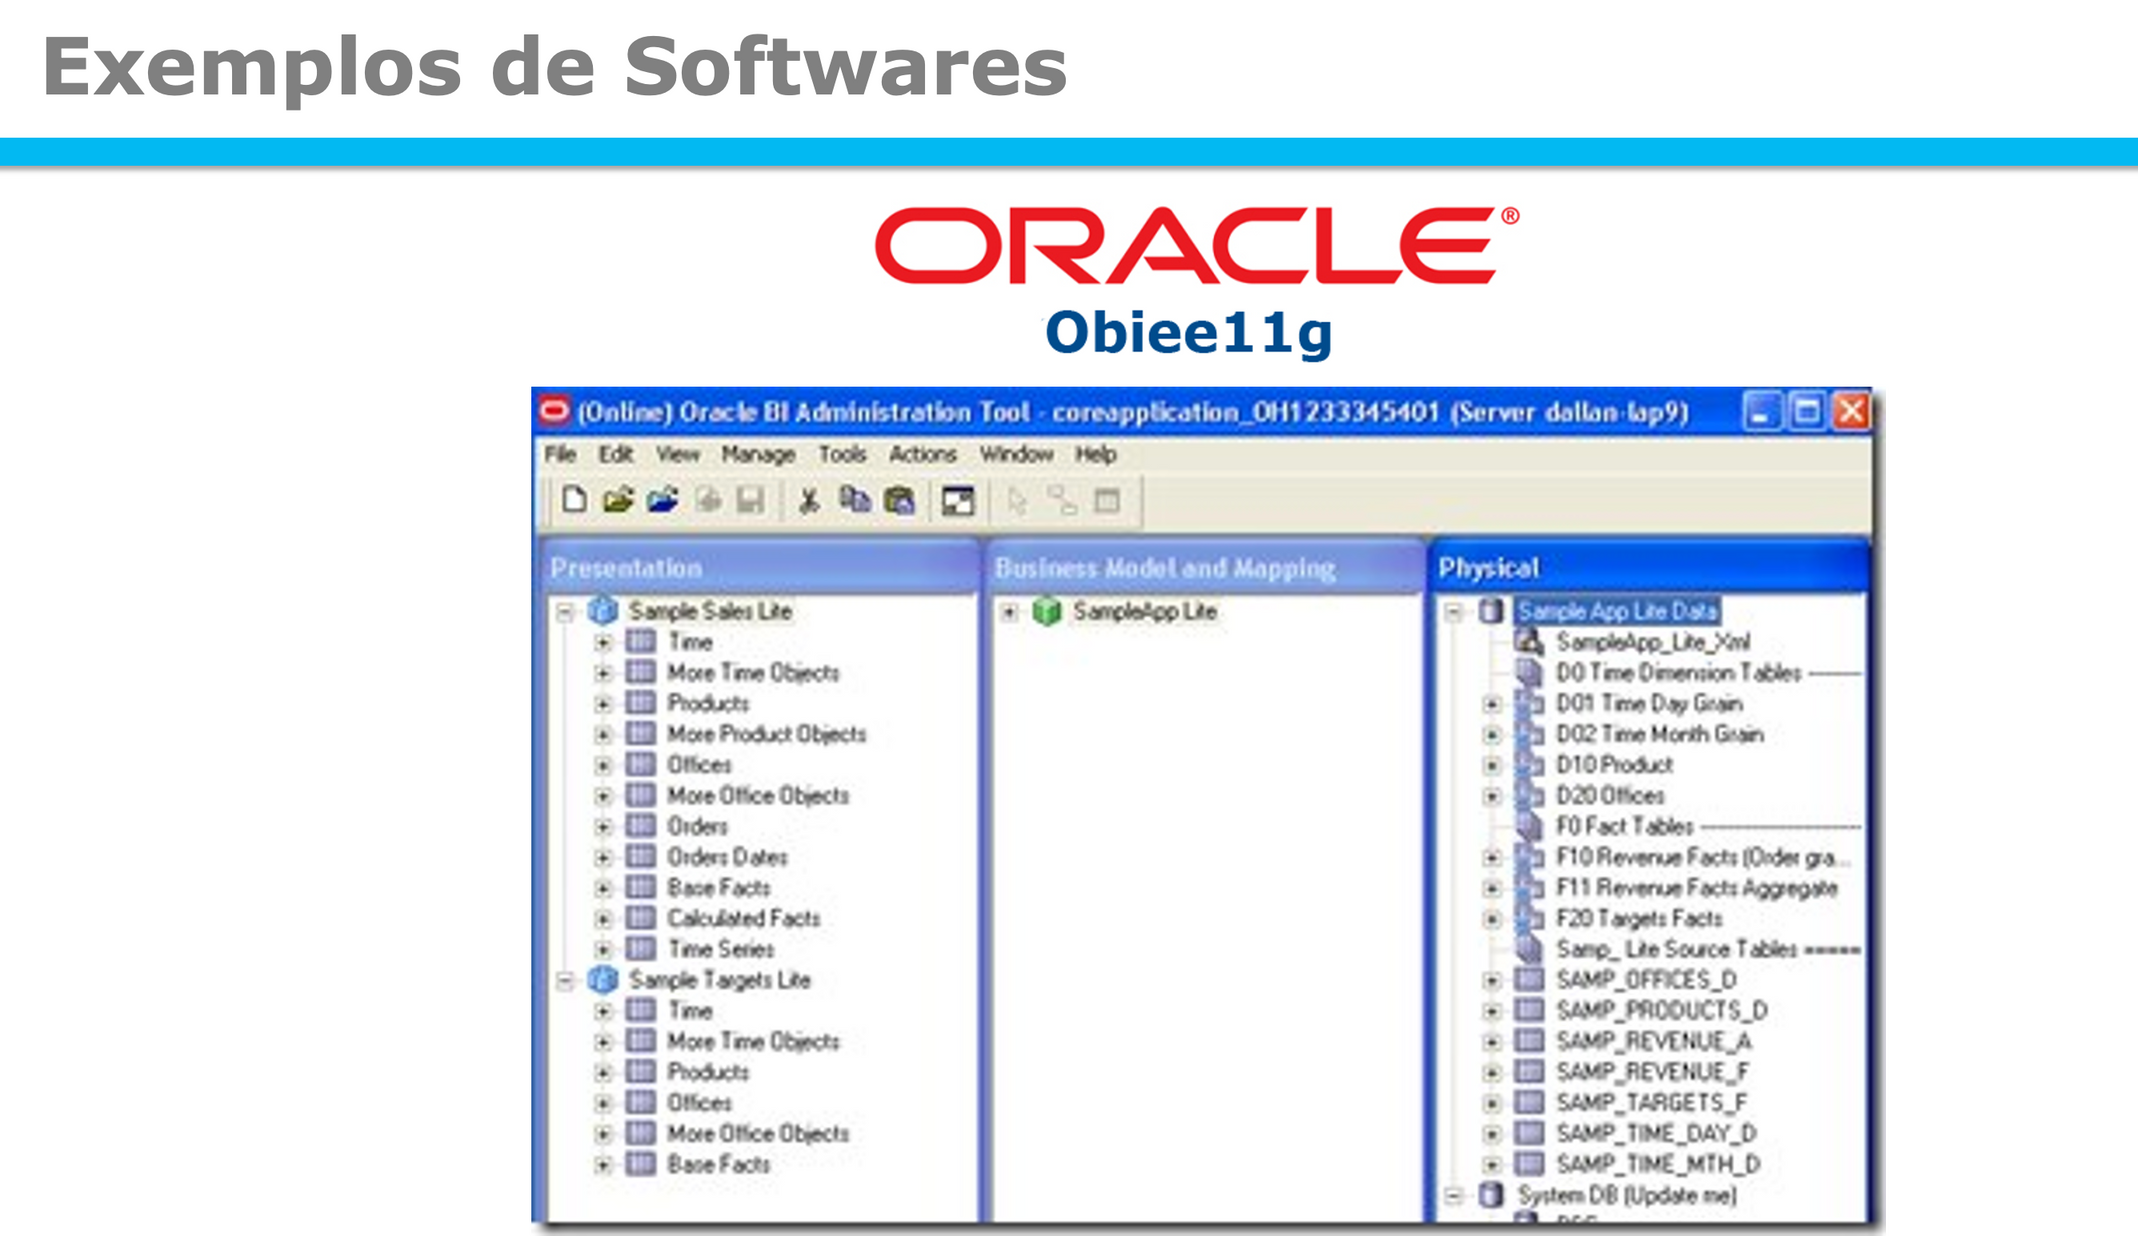 Exemplos de Softwares
ORACLE®
Obiee11g
(Online) Oracle BI Administration Tool - coreapplication_OH1233345401 (Server dallan-lap9)
File Edit View Manage Tools Actions Window Help
Presentation
Sample Sales Lite
Time
More Time Objects
Products
More Product Objects
Offices
More Office Objects
Orders
Orders Dates
Base Facts
Calculated Facts
Time Series
Sample Targets Lite
Time
More Time Objects
Products
Offices
More Office Objects
Base Facts
Business Model and Mapping
SampleApp Lite
Physical
Sample App Lite Data
SampleApp_Lite_Xml
D0 Time Dimension Tables ------
D01 Time Day Grain
D02 Time Month Grain
D10 Product
D20 Offices
F0 Fact Tables --------------------
F10 Revenue Facts (Order gra...
F11 Revenue Facts Aggregate
F20 Targets Facts
Samp_ Lite Source Tables =====
SAMP_OFFICES_D
SAMP_PRODUCTS_D
SAMP_REVENUE_A
SAMP_REVENUE_F
SAMP_TARGETS_F
SAMP_TIME_DAY_D
SAMP_TIME_MTH_D
System DB (Update me)